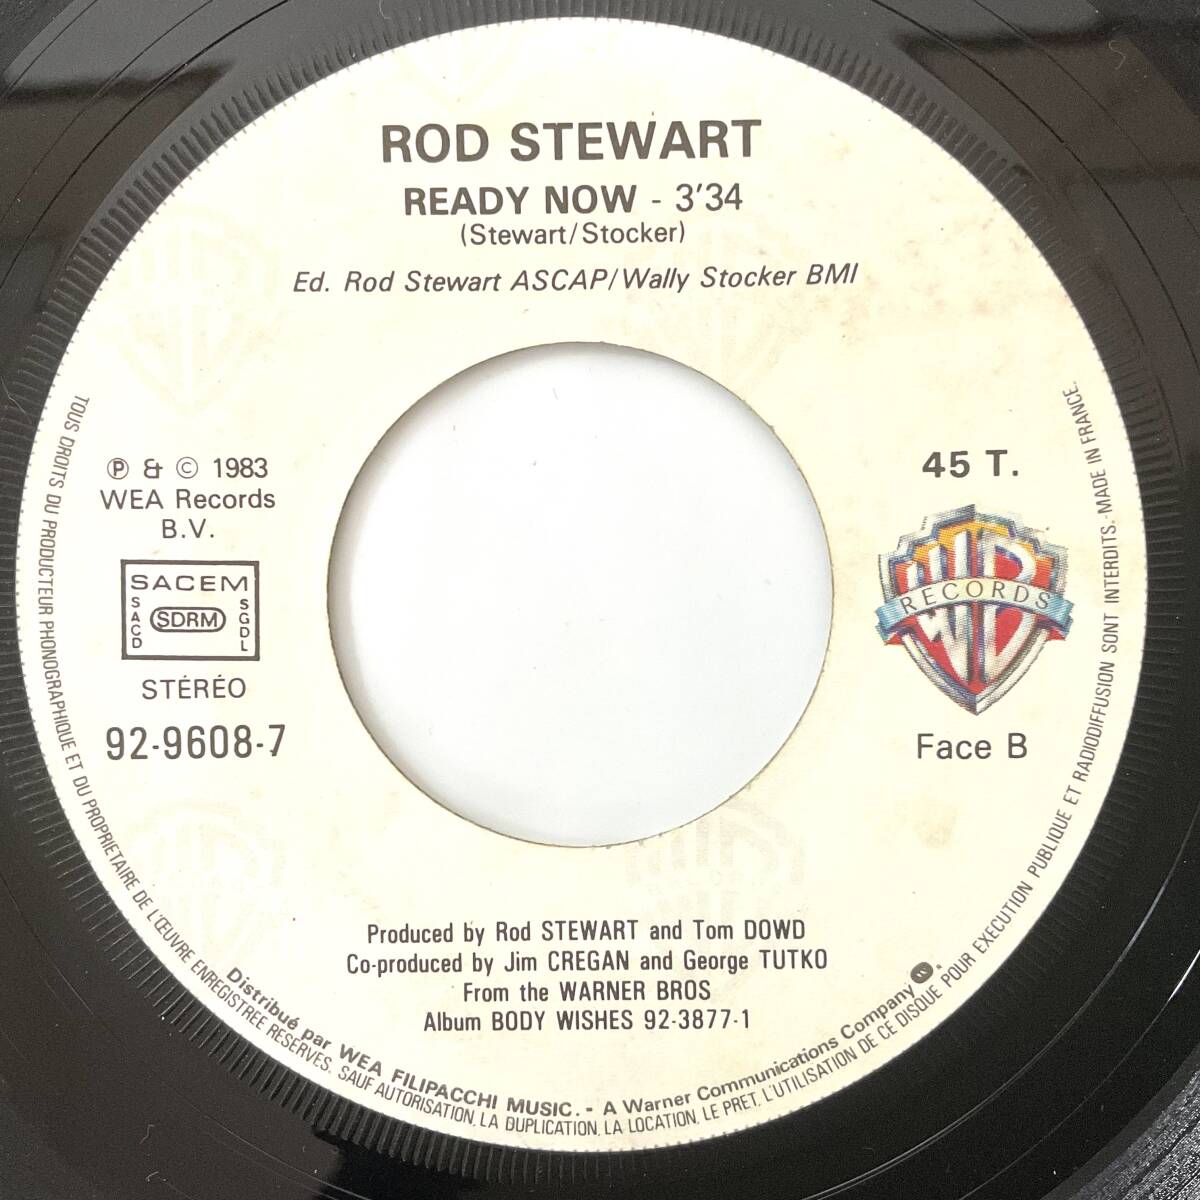 ROD STEWART
READY NOW - 3'34
(Stewart/Stocker)
Ed. Rod Stewart ASCAP/Wally Stocker BMI
Ⓟ & © 1983
WEA Records
B.V.
SACEM
SACD
SDRM
SGDL
STÉRÉO
92-9608-7
45 T.
RECORDS
Face B
Produced by Rod STEWART and Tom DOWD
Co-produced by Jim CREGAN and George TUTKO
From the WARNER BROS
Album BODY WISHES 92-3877-1
Distribué par WEA FILIPACCHI MUSIC. - A Warner Communications Company.
TOUS DROITS DU PRODUCTEUR PHONOGRAPHIQUE ET DU PROPRIETAIRE DE L'ŒUVRE ENREGISTREE RESERVES. SAUF AUTORISATION, LA DUPLICATION, LA LOCATION, LE PRET, L'UTILISATION DE CE DISQUE POUR EXECUTION PUBLIQUE ET RADIODIFFUSION SONT INTERDITS.-MADE IN FRANCE.